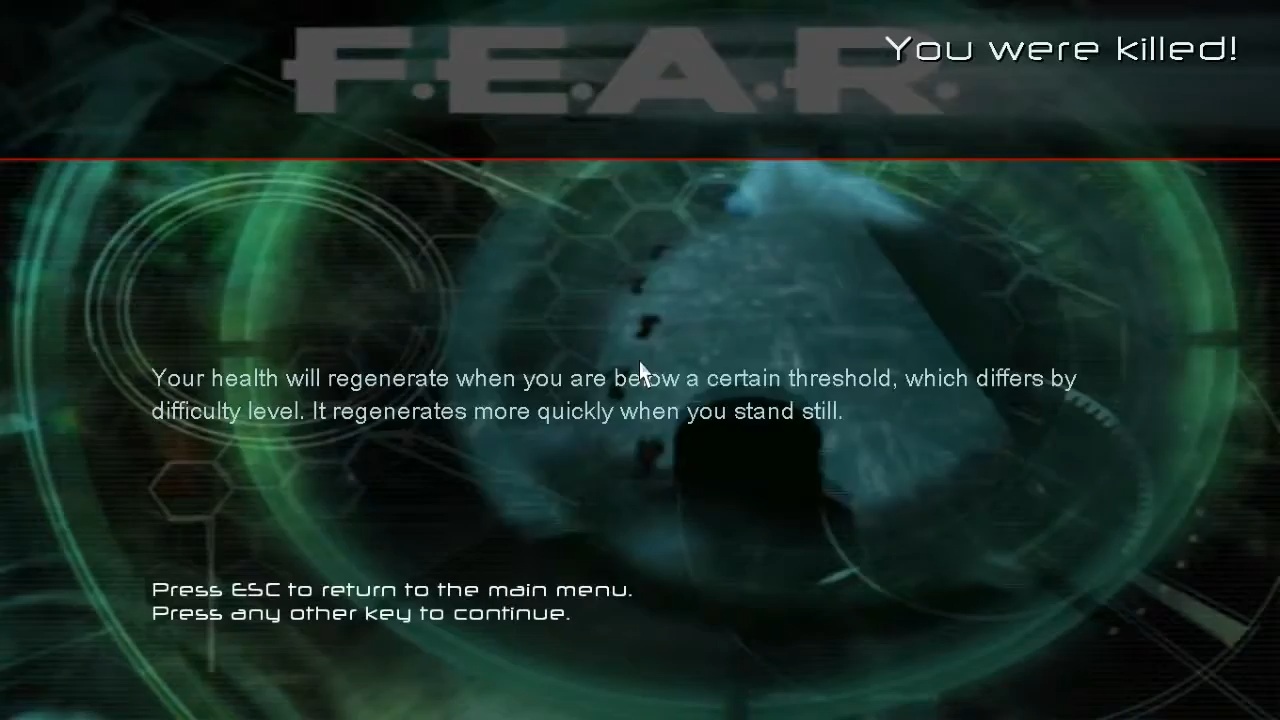 F.E.A.R.
You were killed!
Your health will regenerate when you are below a certain threshold, which differs by
difficulty level. It regenerates more quickly when you stand still.
Press ESC to return to the main menu.
Press any other key to continue.